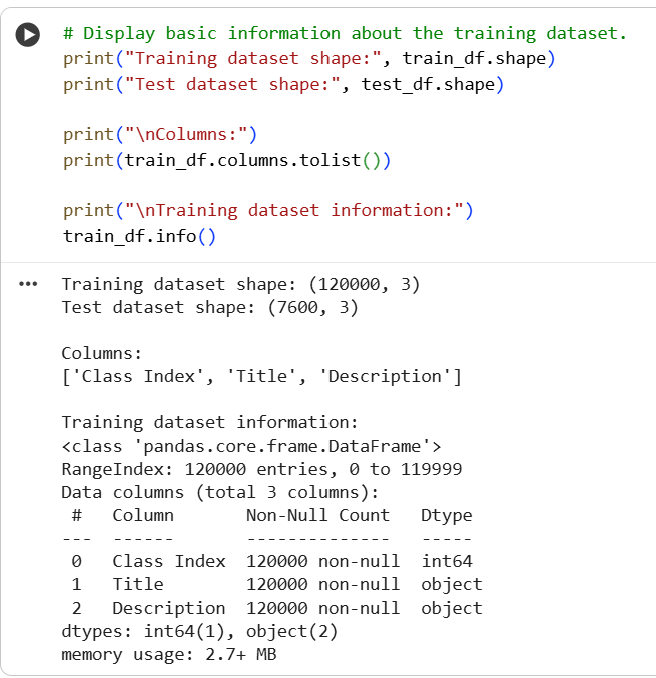 # Display basic information about the training dataset.
print("Training dataset shape:", train_df.shape)
print("Test dataset shape:", test_df.shape)

print("\nColumns:")
print(train_df.columns.tolist())

print("\nTraining dataset information:")
train_df.info()

Training dataset shape: (120000, 3)
Test dataset shape: (7600, 3)

Columns:
['Class Index', 'Title', 'Description']

Training dataset information:
<class 'pandas.core.frame.DataFrame'>
RangeIndex: 120000 entries, 0 to 119999
Data columns (total 3 columns):
 #   Column       Non-Null Count   Dtype
---  ------       --------------   -----
 0   Class Index  120000 non-null  int64
 1   Title        120000 non-null  object
 2   Description  120000 non-null  object
dtypes: int64(1), object(2)
memory usage: 2.7+ MB